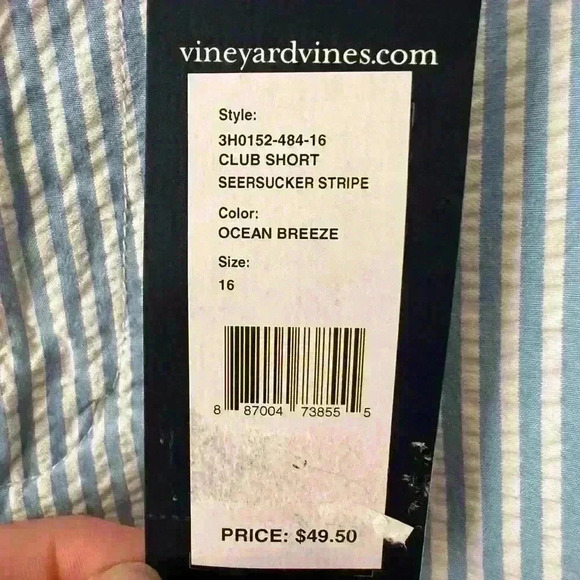 vineyardvines.com
Style:
3H0152-484-16
CLUB SHORT
SEERSUCKER STRIPE
Color:
OCEAN BREEZE
Size:
16
8 87004 73855 5
PRICE: $49.50